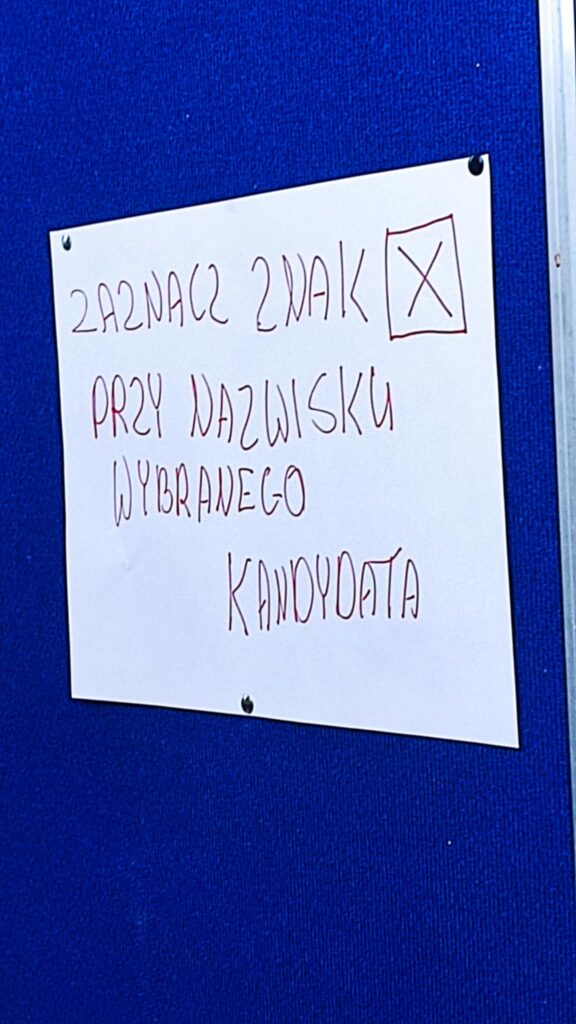 ZAZNACZ ZNAK X
PRZY NAZWISKU
WYBRANEGO
KANDYDATA